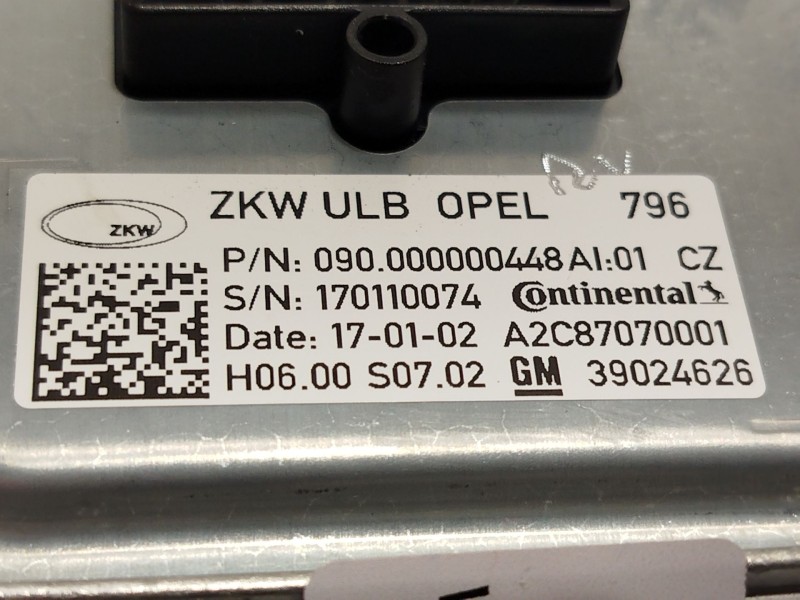 ZKW ULB OPEL 796
ZKW
P/N: 090.000000448 AI:01 CZ
S/N: 170110074 Continental
Date: 17-01-02 A2C87070001
H06.00 S07.02 GM 39024626